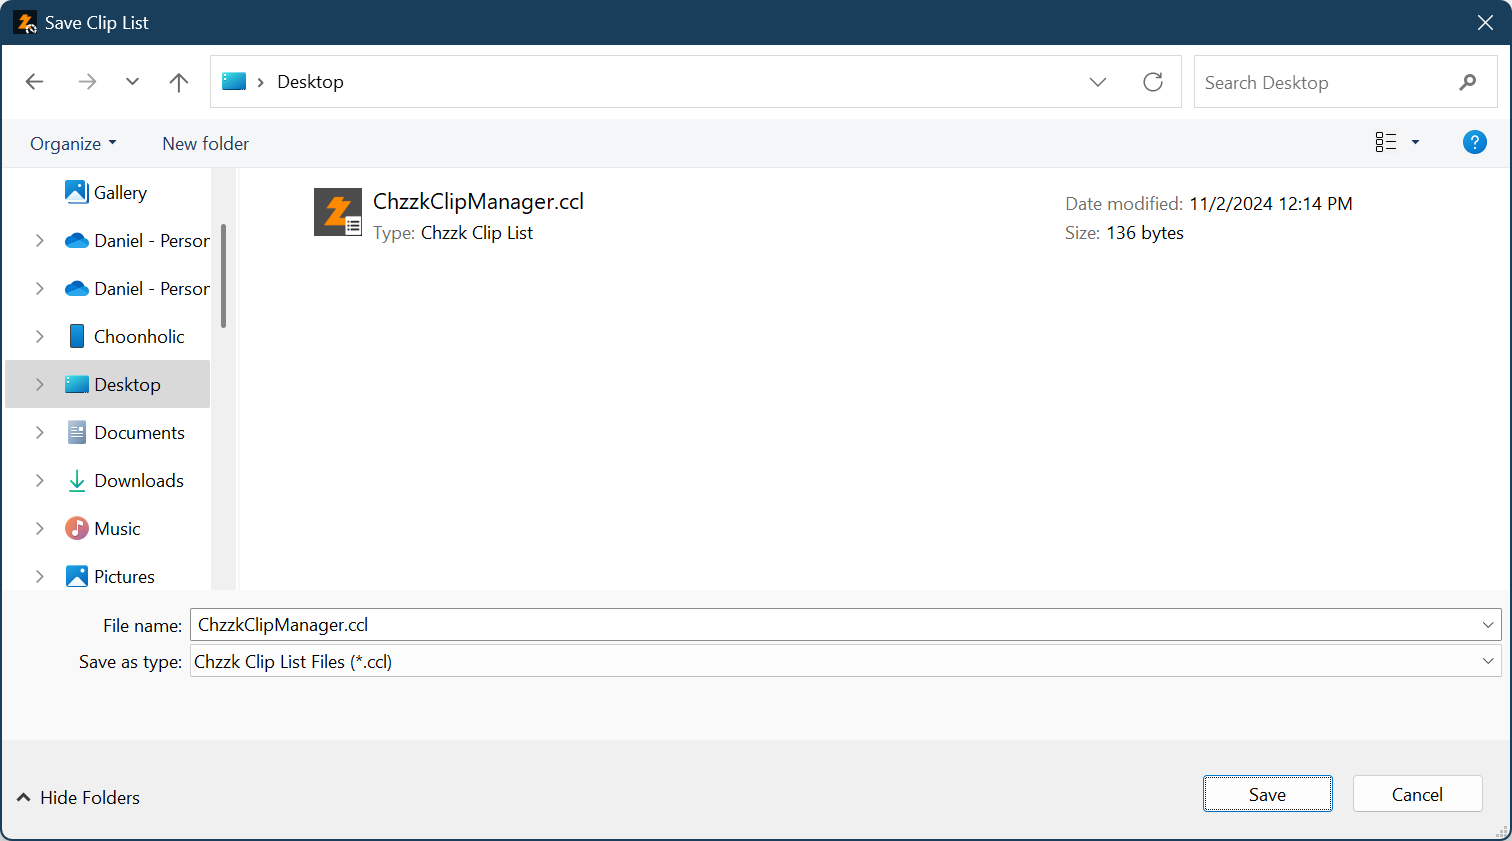 Save Clip List
Desktop
Search Desktop
Organize
New folder
?
Gallery
Daniel - Person
Daniel - Person
Choonholic
Desktop
Documents
Downloads
Music
Pictures
ChzzkClipManager.ccl
Type: Chzzk Clip List
Date modified: 11/2/2024 12:14 PM
Size: 136 bytes
File name: ChzzkClipManager.ccl
Save as type: Chzzk Clip List Files (*.ccl)
Hide Folders
Save
Cancel